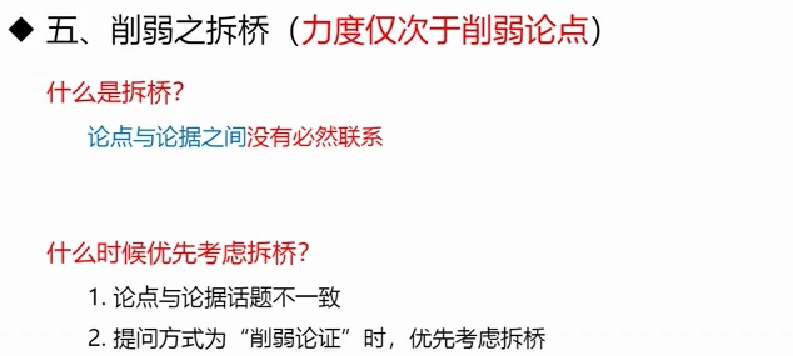 ◆ 五、削弱之拆桥（力度仅次于削弱论点）
什么是拆桥？
论点与论据之间没有必然联系
什么时候优先考虑拆桥？
1. 论点与论据话题不一致
2. 提问方式为“削弱论证”时，优先考虑拆桥